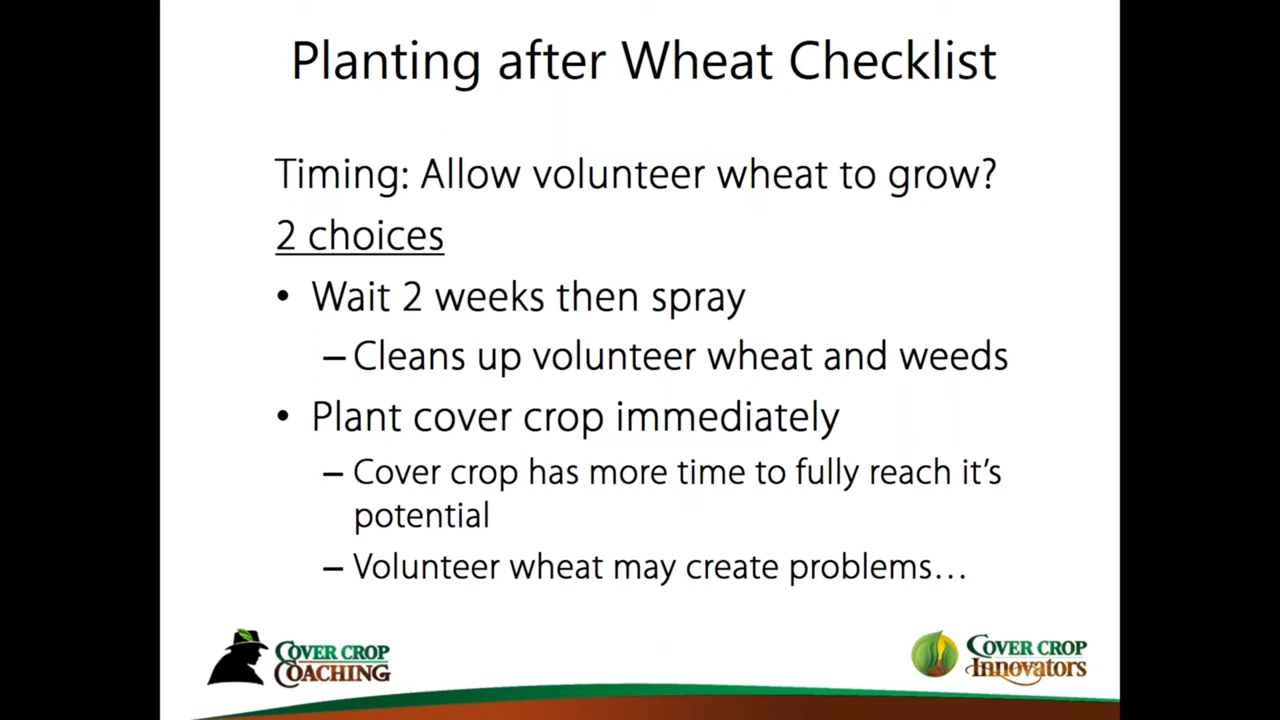 Planting after Wheat Checklist
Timing: Allow volunteer wheat to grow?
2 choices
• Wait 2 weeks then spray
– Cleans up volunteer wheat and weeds
• Plant cover crop immediately
– Cover crop has more time to fully reach it's
potential
– Volunteer wheat may create problems...
COVER CROP
COACHING
COVER CROP
Innovators